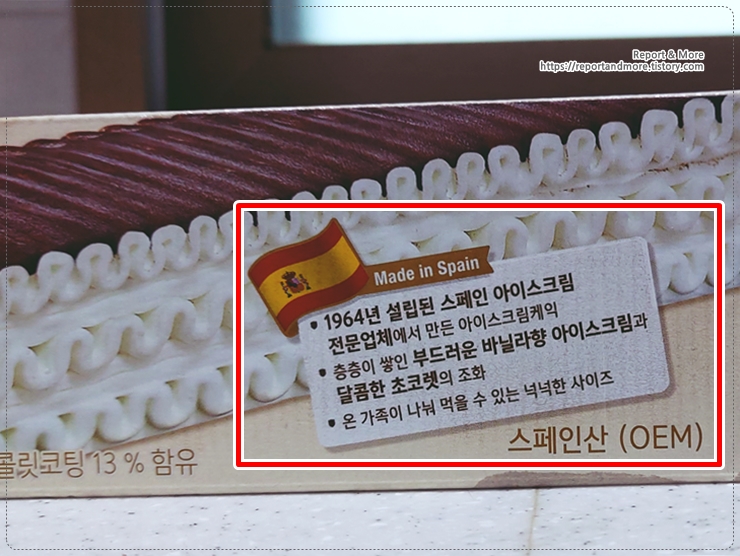 Report & More
https://reportandmore.tistory.com
Made in Spain
• 1964년 설립된 스페인 아이스크림
전문업체에서 만든 아이스크림케익
• 층층이 쌓인 부드러운 바닐라향 아이스크림과
달콤한 초코렛의 조화
• 온 가족이 나눠 먹을 수 있는 넉넉한 사이즈
스페인산 (OEM)
콜릿코팅 13 % 함유